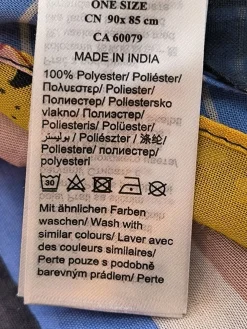 ONE SIZE
CN 90x 85 cm
CA 60079
MADE IN INDIA
100% Polyester/ Poliéster/
Полиэстер/
Полиестер/ Poliestersko
vlakno/ Полиэстер/
Poliesteris/ Polüester/
بوليستر / Poliészter / 涤纶/
Poliestere/ полиестер/
polyester
30
Mit ähnlichen Farben
waschen/ Wash with
similar colours/ Laver avec
des couleurs similaires/
Perte pouze s podobně
barevným prádlem/ Perte